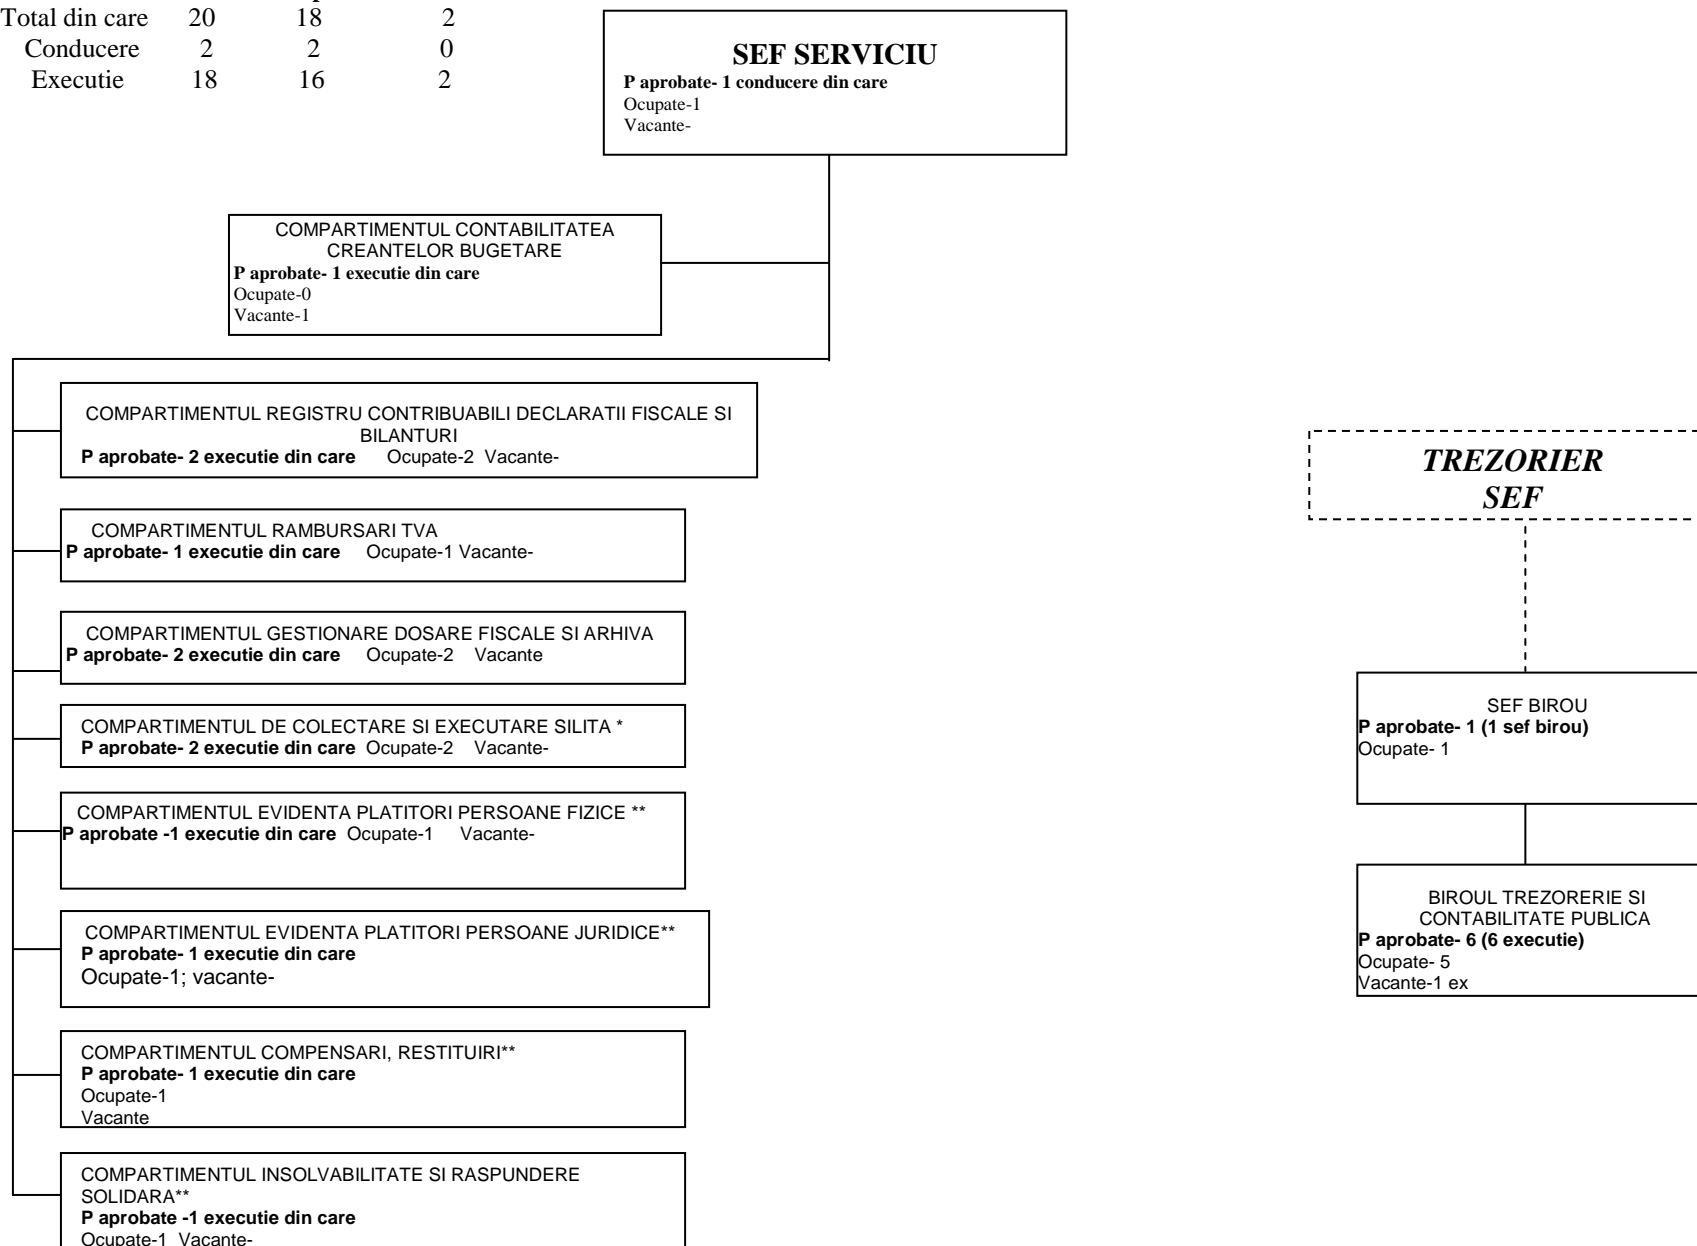 Total din care 20 18 2
Conducere 2 2 0
Executie 18 16 2
SEF SERVICIU
P aprobate- 1 conducere din care
Ocupate-1
Vacante-
COMPARTIMENTUL CONTABILITATEA
CREANTELOR BUGETARE
P aprobate- 1 executie din care
Ocupate-0
Vacante-1
COMPARTIMENTUL REGISTRU CONTRIBUABILI DECLARATII FISCALE SI
BILANTURI
P aprobate- 2 executie din care Ocupate-2 Vacante-
COMPARTIMENTUL RAMBURSARI TVA
P aprobate- 1 executie din care Ocupate-1 Vacante-
COMPARTIMENTUL GESTIONARE DOSARE FISCALE SI ARHIVA
P aprobate- 2 executie din care Ocupate-2 Vacante
COMPARTIMENTUL DE COLECTARE SI EXECUTARE SILITA *
P aprobate- 2 executie din care Ocupate-2 Vacante-
COMPARTIMENTUL EVIDENTA PLATITORI PERSOANE FIZICE **
P aprobate -1 executie din care Ocupate-1 Vacante-
COMPARTIMENTUL EVIDENTA PLATITORI PERSOANE JURIDICE**
P aprobate- 1 executie din care
Ocupate-1; vacante-
COMPARTIMENTUL COMPENSARI, RESTITUIRI**
P aprobate- 1 executie din care
Ocupate-1
Vacante
COMPARTIMENTUL INSOLVABILITATE SI RASPUNDERE
SOLIDARA**
P aprobate -1 executie din care
Ocupate-1 Vacante-
TREZORIER
SEF
SEF BIROU
P aprobate- 1 (1 sef birou)
Ocupate- 1
BIROUL TREZORERIE SI
CONTABILITATE PUBLICA
P aprobate- 6 (6 executie)
Ocupate- 5
Vacante-1 ex